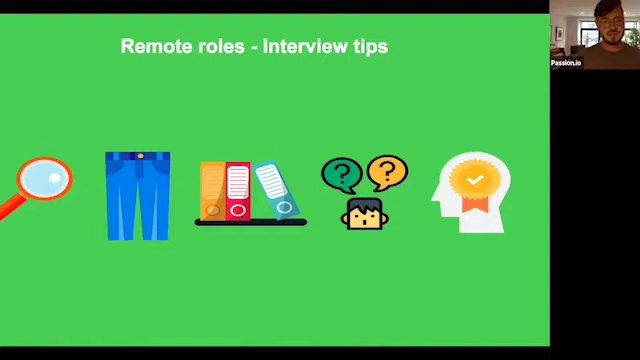 Remote roles - Interview tips
Passion.io
? ?